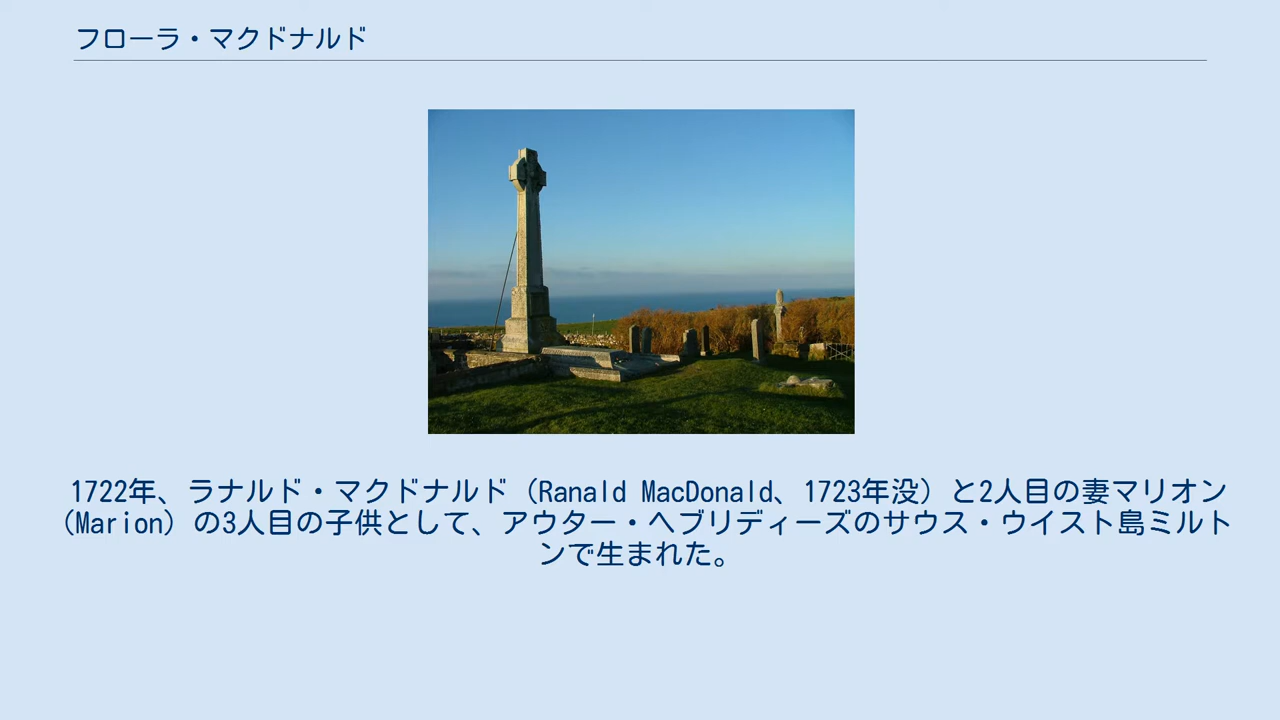 フローラ・マクドナルド
1722年、ラナルド・マクドナルド（Ranald MacDonald、1723年没）と2人目の妻マリオン
（Marion）の3人目の子供として、アウター・ヘブリディーズのサウス・ウイスト島ミルト
ンで生まれた。